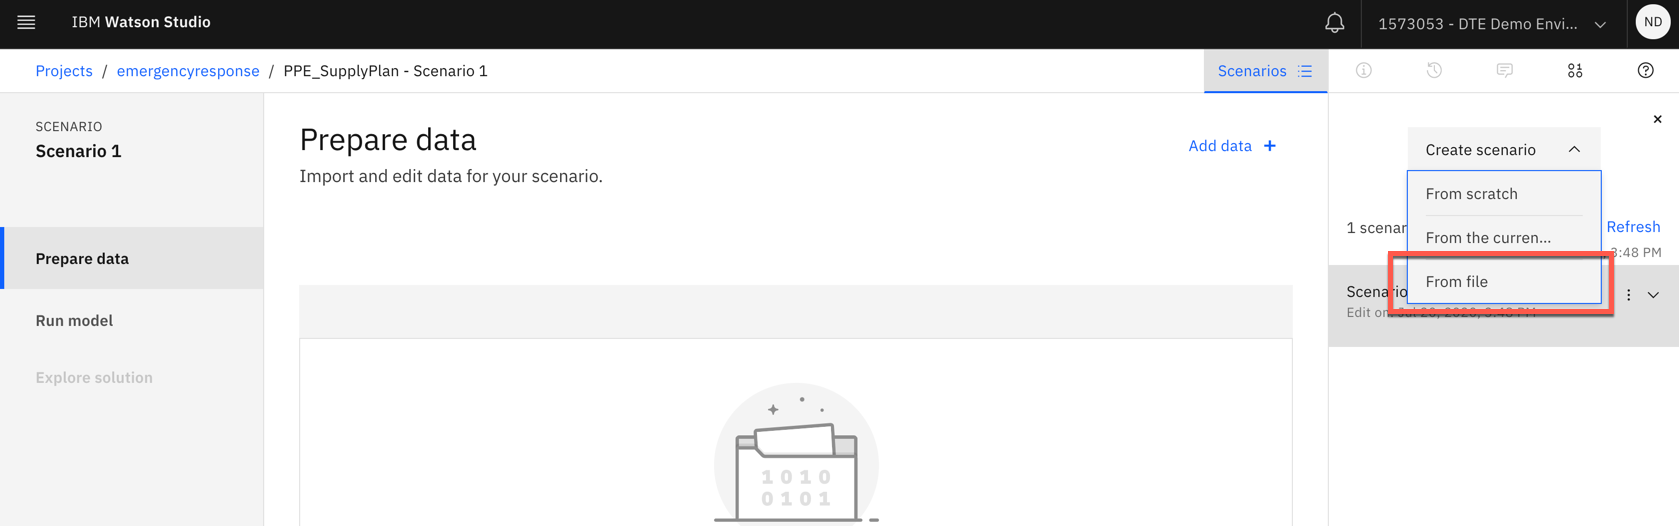 IBM Watson Studio
1573053 - DTE Demo Envi...
ND
Projects / emergencyresponse / PPE_SupplyPlan - Scenario 1
Scenarios
SCENARIO
Scenario 1
Prepare data
Run model
Explore solution
Prepare data
Import and edit data for your scenario.
Add data +
1010
0101
Create scenario
From scratch
From the curren...
From file
1 scenar
Refresh
3:48 PM
Scenario
Edit on